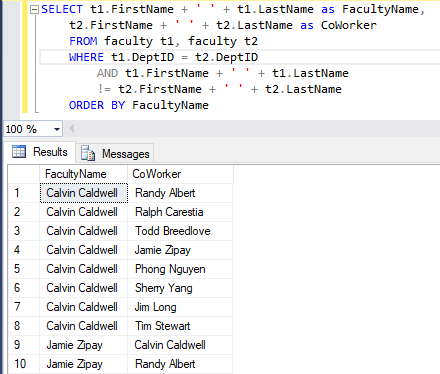 SELECT t1.FirstName + ' ' + t1.LastName as FacultyName,
t2.FirstName + ' ' + t2.LastName as CoWorker
FROM faculty t1, faculty t2
WHERE t1.DeptID = t2.DeptID
AND t1.FirstName + ' ' + t1.LastName
!= t2.FirstName + ' ' + t2.LastName
ORDER BY FacultyName
100 %
Results Messages
FacultyName CoWorker
1 Calvin Caldwell Randy Albert
2 Calvin Caldwell Ralph Carestia
3 Calvin Caldwell Todd Breedlove
4 Calvin Caldwell Jamie Zipay
5 Calvin Caldwell Phong Nguyen
6 Calvin Caldwell Sherry Yang
7 Calvin Caldwell Jim Long
8 Calvin Caldwell Tim Stewart
9 Jamie Zipay Calvin Caldwell
10 Jamie Zipay Randy Albert